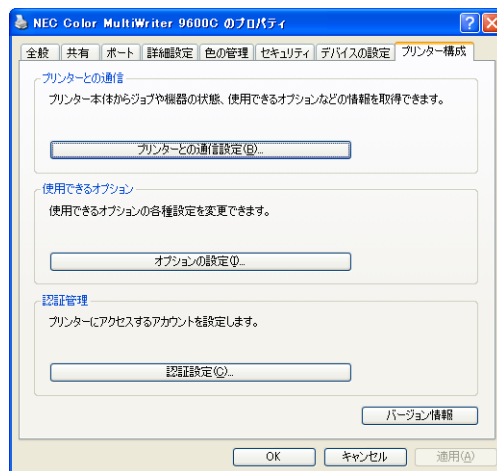 NEC Color MultiWriter 9600C のプロパティ
全般 共有 ポート 詳細設定 色の管理 セキュリティ デバイスの設定 プリンター構成
プリンターとの通信
プリンター本体からジョブや機器の状態、使用できるオプションなどの情報を取得できます。
プリンターとの通信設定(B)...
使用できるオプション
使用できるオプションの各種設定を変更できます。
オプションの設定(I)...
認証管理
プリンターにアクセスするアカウントを設定します。
認証設定(C)...
バージョン情報
OK キャンセル 適用(A)